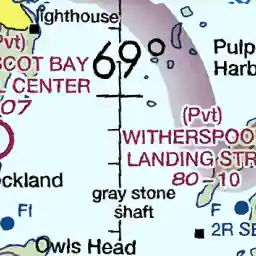 lighthouse
(Pvt)
SCOT BAY
L CENTER
07
69°
Pulp
Harb
(Pvt)
WITHERSPOO
LANDING STR
80-10
ckland
gray stone
shaft
Fl
F
2R SE
Owls Head